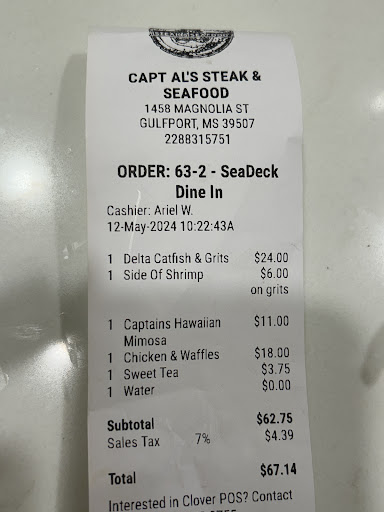 CAPT AL'S STEAK &
SEAFOOD
1458 MAGNOLIA ST
GULFPORT, MS 39507
2288315751
ORDER: 63-2 - SeaDeck
Dine In
Cashier: Ariel W.
12-May-2024 10:22:43A
1 Delta Catfish & Grits $24.00
1 Side Of Shrimp $6.00
on grits
1 Captains Hawaiian $11.00
Mimosa
1 Chicken & Waffles $18.00
1 Sweet Tea $3.75
1 Water $0.00
Subtotal $62.75
Sales Tax 7% $4.39
Total $67.14
Interested in Clover POS? Contact